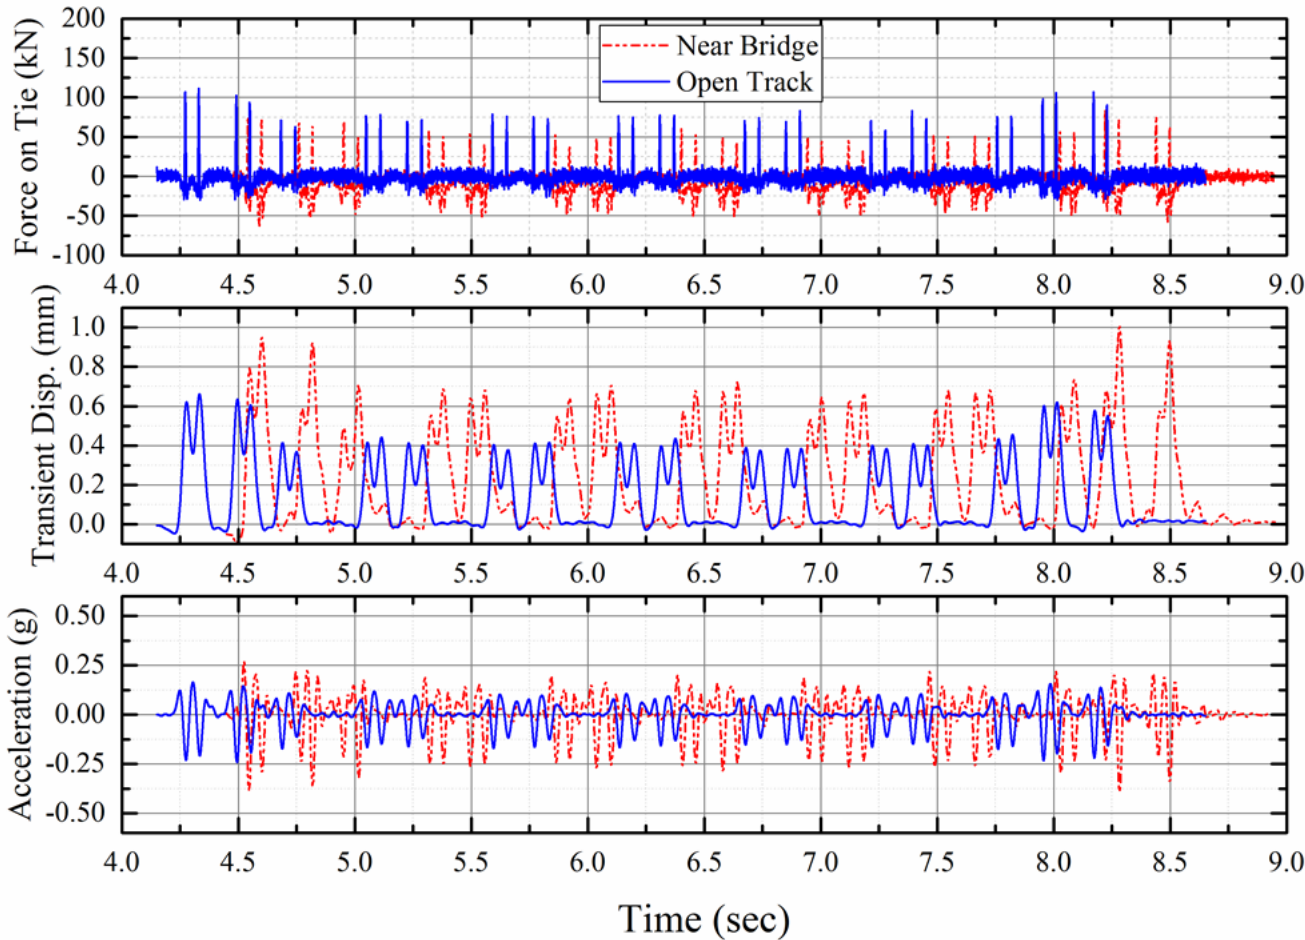 Force on Tie (kN)
200
150
100
50
0
-50
-100
Near Bridge
Open Track
4.0 4.5 5.0 5.5 6.0 6.5 7.0 7.5 8.0 8.5 9.0
Transient Disp. (mm)
1.0
0.8
0.6
0.4
0.2
0.0
4.0 4.5 5.0 5.5 6.0 6.5 7.0 7.5 8.0 8.5 9.0
Acceleration (g)
0.50
0.25
0.00
-0.25
-0.50
4.0 4.5 5.0 5.5 6.0 6.5 7.0 7.5 8.0 8.5 9.0
Time (sec)